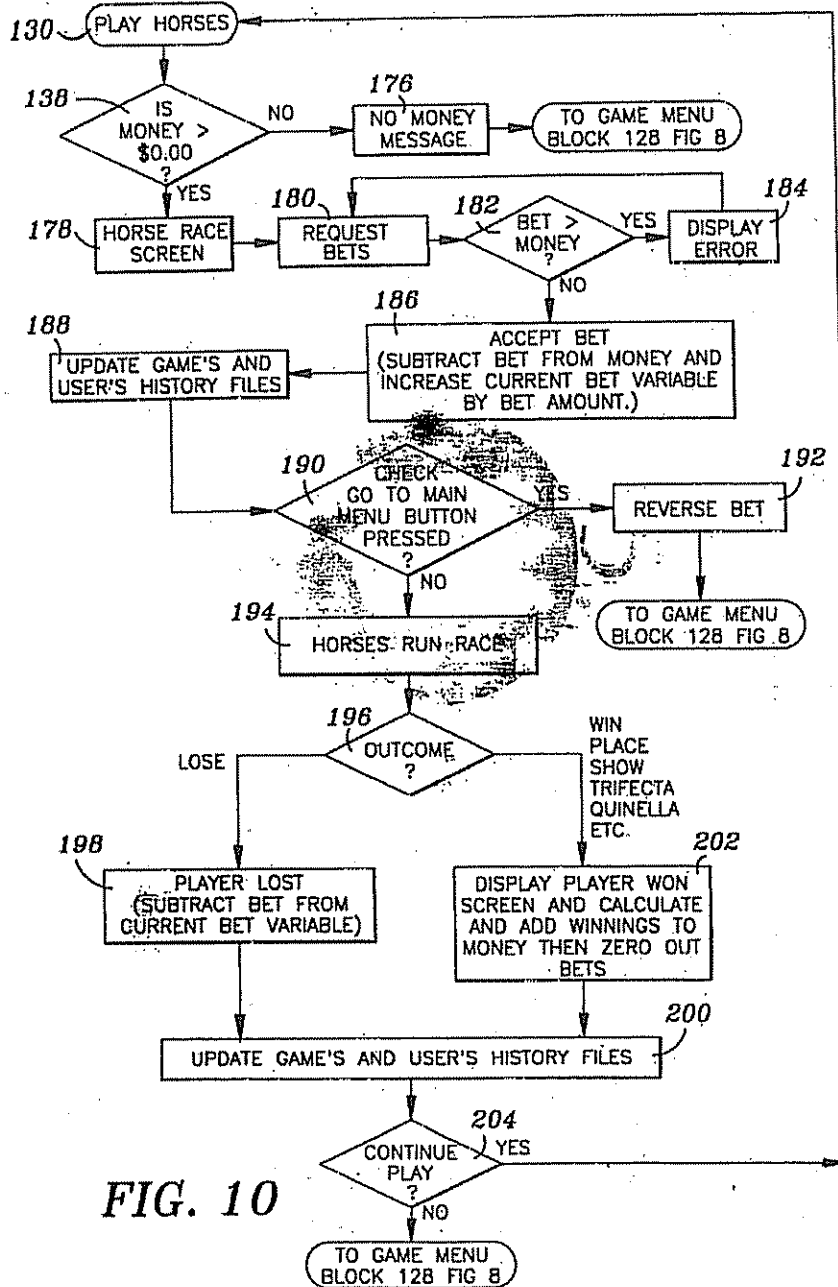 130
PLAY HORSES
138
IS
MONEY >
$0.00
?
NO
YES
176
NO MONEY
MESSAGE
TO GAME MENU
BLOCK 128 FIG 8
178
HORSE RACE
SCREEN
180
REQUEST
BETS
182
BET >
MONEY
?
YES
NO
184
DISPLAY
ERROR
186
ACCEPT BET
(SUBTRACT BET FROM MONEY AND
INCREASE CURRENT BET VARIABLE
BY BET AMOUNT.)
188
UPDATE GAME'S AND
USER'S HISTORY FILES
190
CHECK
GO TO MAIN
MENU BUTTON
PRESSED
?
YES
NO
192
REVERSE BET
TO GAME MENU
BLOCK 128 FIG 8
194
HORSES RUN RACE
196
OUTCOME
?
LOSE
WIN
PLACE
SHOW
TRIFECTA
QUINELLA
ETC.
198
PLAYER LOST
(SUBTRACT BET FROM
CURRENT BET VARIABLE)
202
DISPLAY PLAYER WON
SCREEN AND CALCULATE
AND ADD WINNINGS TO
MONEY THEN ZERO OUT
BETS
200
UPDATE GAME'S AND USER'S HISTORY FILES
204
CONTINUE
PLAY
?
YES
NO
TO GAME MENU
BLOCK 128 FIG 8
FIG. 10